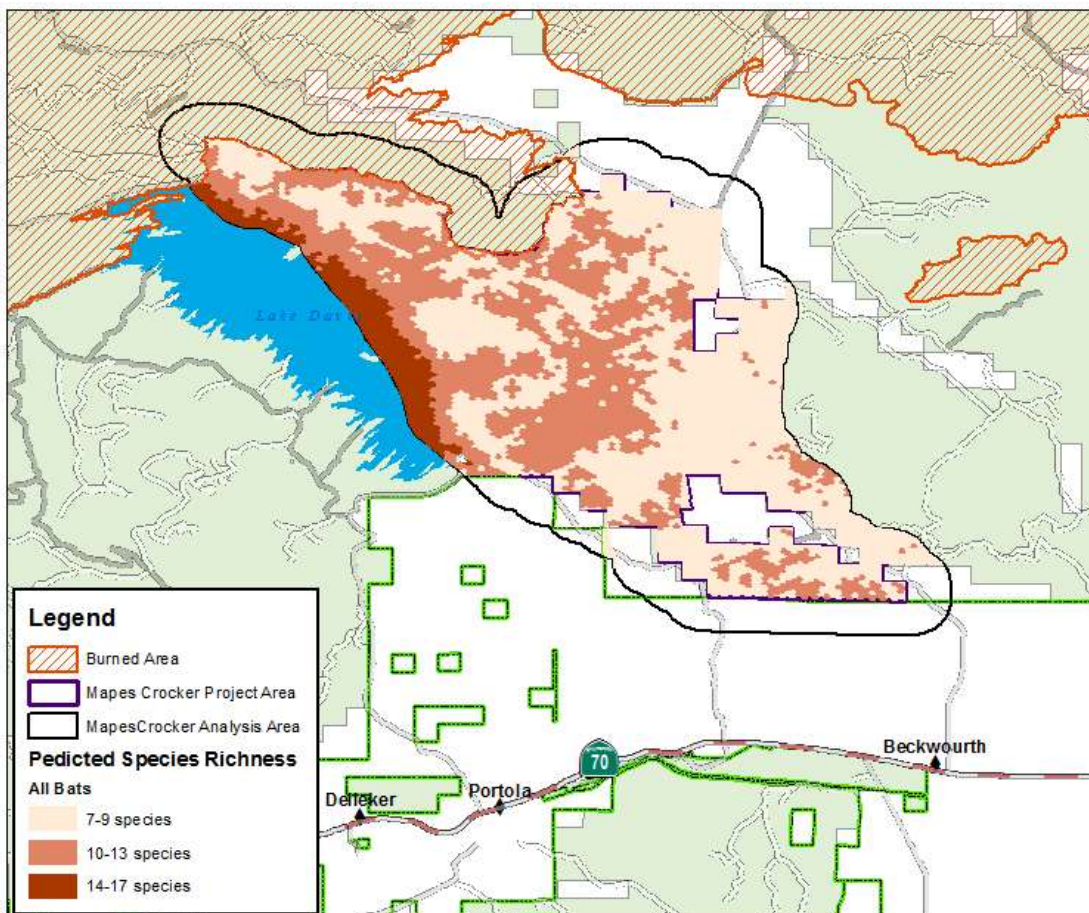 Lake Davis
Legend
Burned Area
Mapes Crocker Project Area
MapesCrocker Analysis Area
Pedicted Species Richness
All Bats
7-9 species
10-13 species
14-17 species
70
Beckwourth
Portola
Delleker